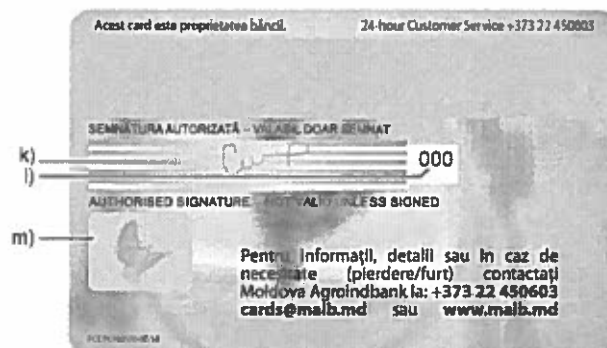 Acest card este proprietatea băncii. 24-hour Customer Service +373 22 450603
SEMNĂTURA AUTORIZATĂ - VALABIL DOAR SEMNAT
k)
000
l)
AUTHORISED SIGNATURE - NOT VALID UNLESS SIGNED
m)
Pentru informații, detalii sau în caz de
necesitate (pierdere/furt) contactați
Moldova Agroindbank la: +373 22 450603
cards@maib.md sau www.maib.md